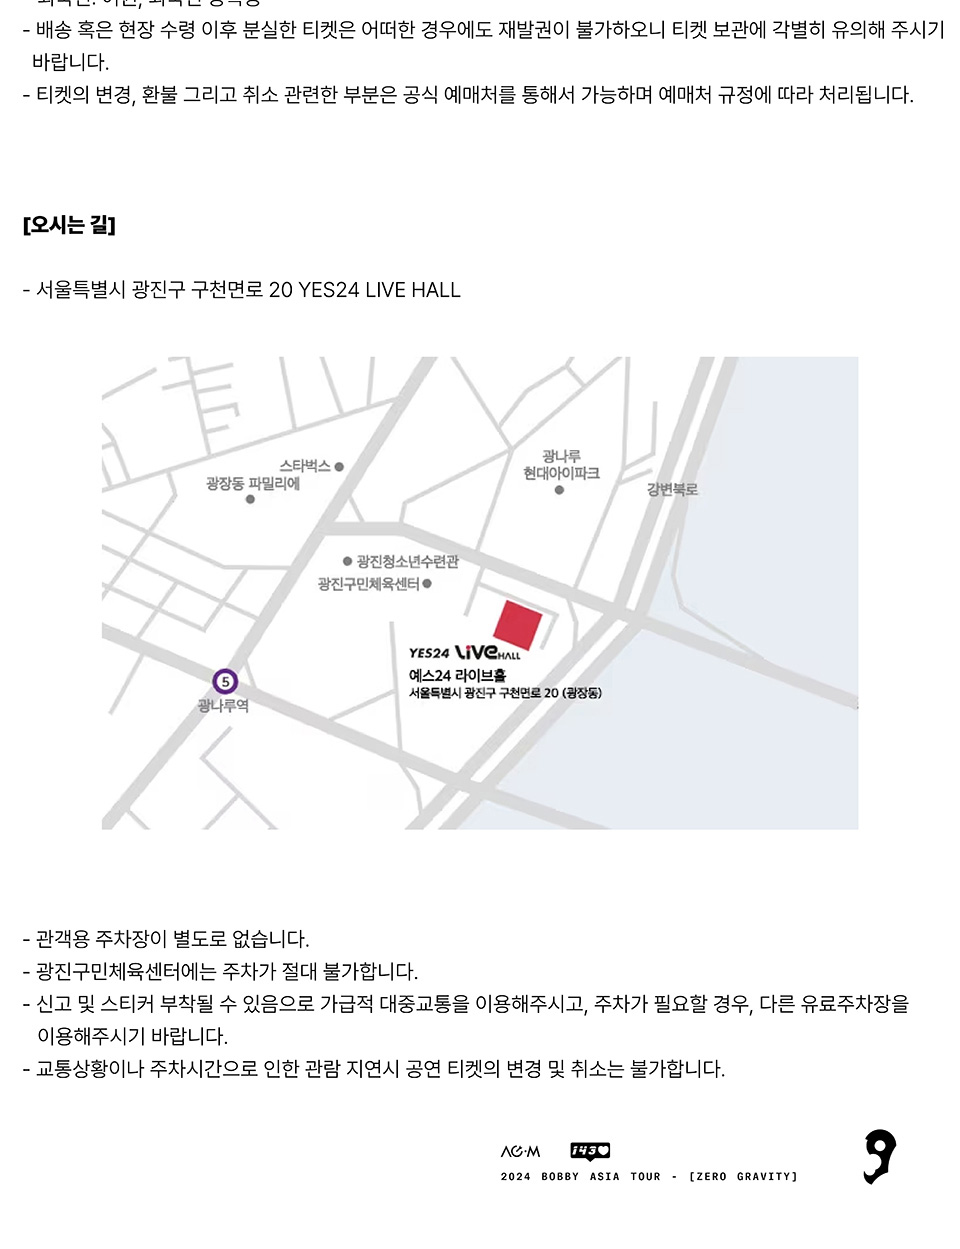 - 배송 혹은 현장 수령 이후 분실한 티켓은 어떠한 경우에도 재발권이 불가하오니 티켓 보관에 각별히 유의해 주시기
바랍니다.
- 티켓의 변경, 환불 그리고 취소 관련한 부분은 공식 예매처를 통해서 가능하며 예매처 규정에 따라 처리됩니다.
[오시는 길]
- 서울특별시 광진구 구천면로 20 YES24 LIVE HALL
스타벅스
광장동 파밀리에
광나루
현대아이파크
강변북로
광진청소년수련관
광진구민체육센터
YES24 LiVe HALL
예스24 라이브홀
서울특별시 광진구 구천면로 20 (광장동)
5
광나루역
- 관객용 주차장이 별도로 없습니다.
- 광진구민체육센터에는 주차가 절대 불가합니다.
- 신고 및 스티커 부착될 수 있음으로 가급적 대중교통을 이용해주시고, 주차가 필요할 경우, 다른 유료주차장을
이용해주시기 바랍니다.
- 교통상황이나 주차시간으로 인한 관람 지연시 공연 티켓의 변경 및 취소는 불가합니다.
143
2024 BOBBY ASIA TOUR - [ZERO GRAVITY]